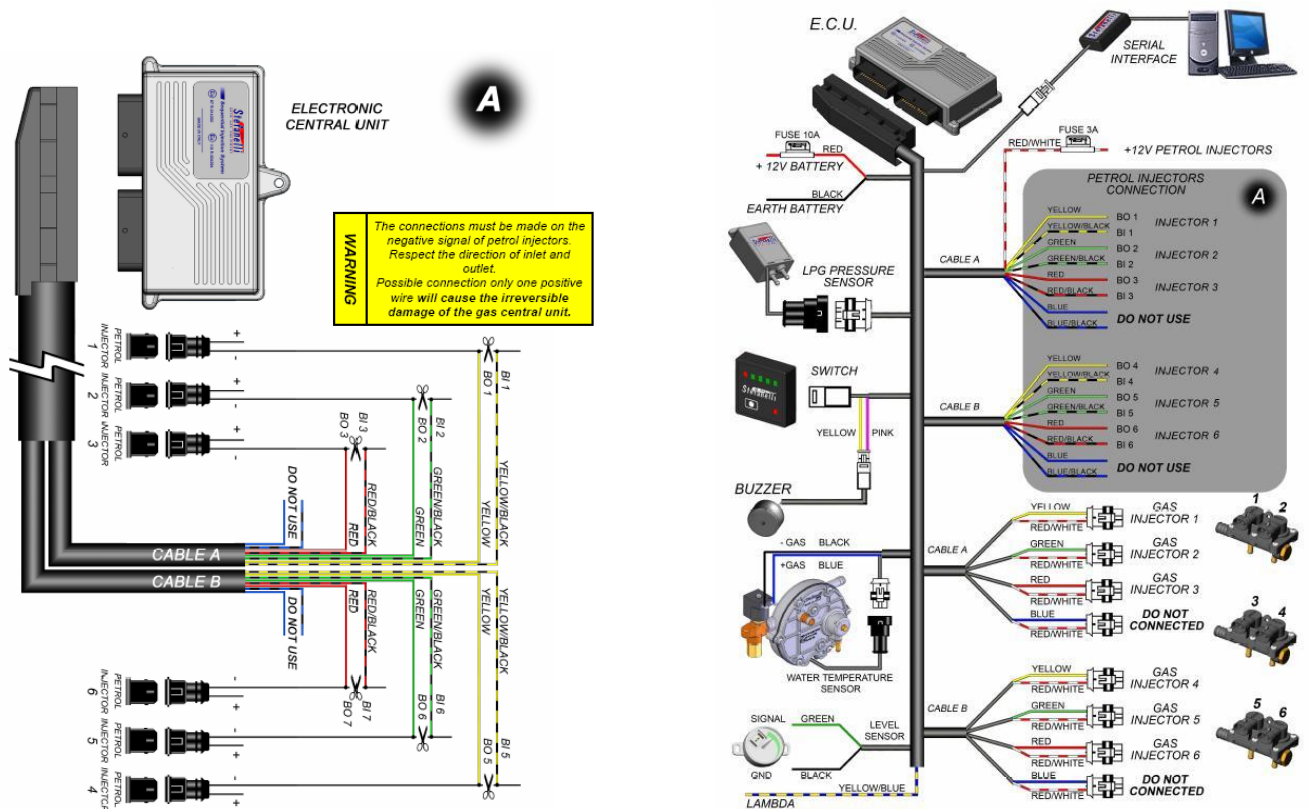 ELECTRONIC
CENTRAL UNIT
A
Stefanelli
Sequential Injection System
WARNING
The connections must be made on the
negative signal of petrol injectors.
Respect the direction of inlet and
outlet.
Possible connection only one positive
wire will cause the irreversible
damage of the gas central unit.
PETROL
INJECTOR
1
+
-
PETROL
INJECTOR
2
+
-
PETROL
INJECTOR
3
+
-
BO 1
BI 1
BO 2
BI 2
BO 3
BI 3
DO NOT USE
RED
RED/BLACK
GREEN
GREEN/BLACK
YELLOW
YELLOW/BLACK
CABLE A
CABLE B
DO NOT USE
RED
RED/BLACK
GREEN
GREEN/BLACK
YELLOW
YELLOW/BLACK
BO 7
BI 7
BO 6
BI 6
BO 5
BI 5
PETROL
INJECTOR
6
-
+
PETROL
INJECTOR
5
-
+
PETROL
INJECTOR
4
-
+
E.C.U.
SERIAL
INTERFACE
FUSE 10A
RED
+ 12V BATTERY
BLACK
EARTH BATTERY
FUSE 3A
RED/WHITE
+12V PETROL INJECTORS
PETROL INJECTORS
CONNECTION
A
CABLE A
YELLOW
BO 1
YELLOW/BLACK
BI 1
INJECTOR 1
GREEN
BO 2
GREEN/BLACK
BI 2
INJECTOR 2
RED
BO 3
RED/BLACK
BI 3
INJECTOR 3
BLUE
BLUE/BLACK
DO NOT USE
LPG PRESSURE
SENSOR
Stefanelli
SWITCH
YELLOW
PINK
BUZZER
CABLE B
YELLOW
BO 4
YELLOW/BLACK
BI 4
INJECTOR 4
GREEN
BO 5
GREEN/BLACK
BI 5
INJECTOR 5
RED
BO 6
RED/BLACK
BI 6
INJECTOR 6
BLUE
BLUE/BLACK
DO NOT USE
- GAS
BLACK
+GAS
BLUE
WATER TEMPERATURE
SENSOR
CABLE A
YELLOW
RED/WHITE
GAS
INJECTOR 1
GREEN
RED/WHITE
GAS
INJECTOR 2
RED
RED/WHITE
GAS
INJECTOR 3
BLUE
RED/WHITE
DO NOT
CONNECTED
1
2
3
4
CABLE B
YELLOW
RED/WHITE
GAS
INJECTOR 4
GREEN
RED/WHITE
GAS
INJECTOR 5
RED
RED/WHITE
GAS
INJECTOR 6
BLUE
RED/WHITE
DO NOT
CONNECTED
5
6
SIGNAL
GREEN
LEVEL
SENSOR
GND
BLACK
YELLOW/BLUE
LAMBDA